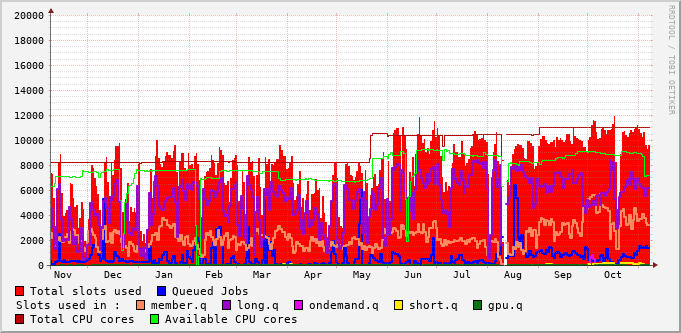 20000
18000
16000
14000
12000
10000
8000
6000
4000
2000
0
Nov Dec Jan Feb Mar Apr May Jun Jul Aug Sep Oct
RRDTOOL / TOBI OETIKER
Total slots used Queued Jobs
Slots used in : member.q long.q ondemand.q short.q gpu.q
Total CPU cores Available CPU cores